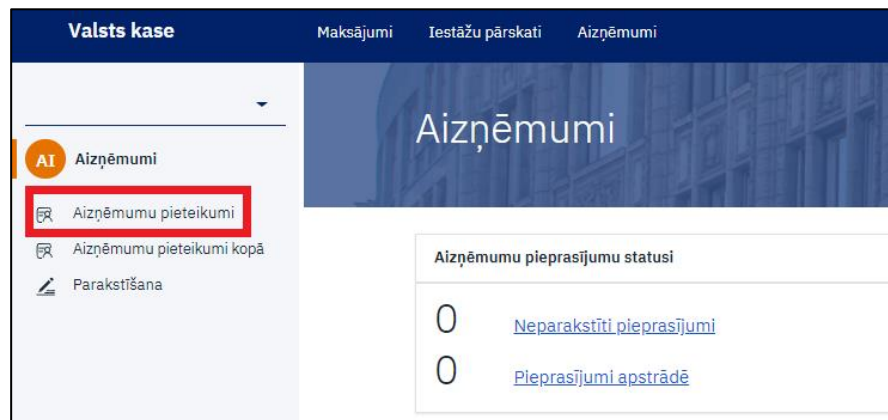 Valsts kase
Maksājumi Iestāžu pārskati Aizņēmumi
AI Aizņēmumi
Aizņēmumu pieteikumi
Aizņēmumu pieteikumi kopā
Parakstīšana
Aizņēmumi
Aizņēmumu pieprasījumu statusi
0 Neparakstīti pieprasījumi
0 Pieprasījumi apstrādē